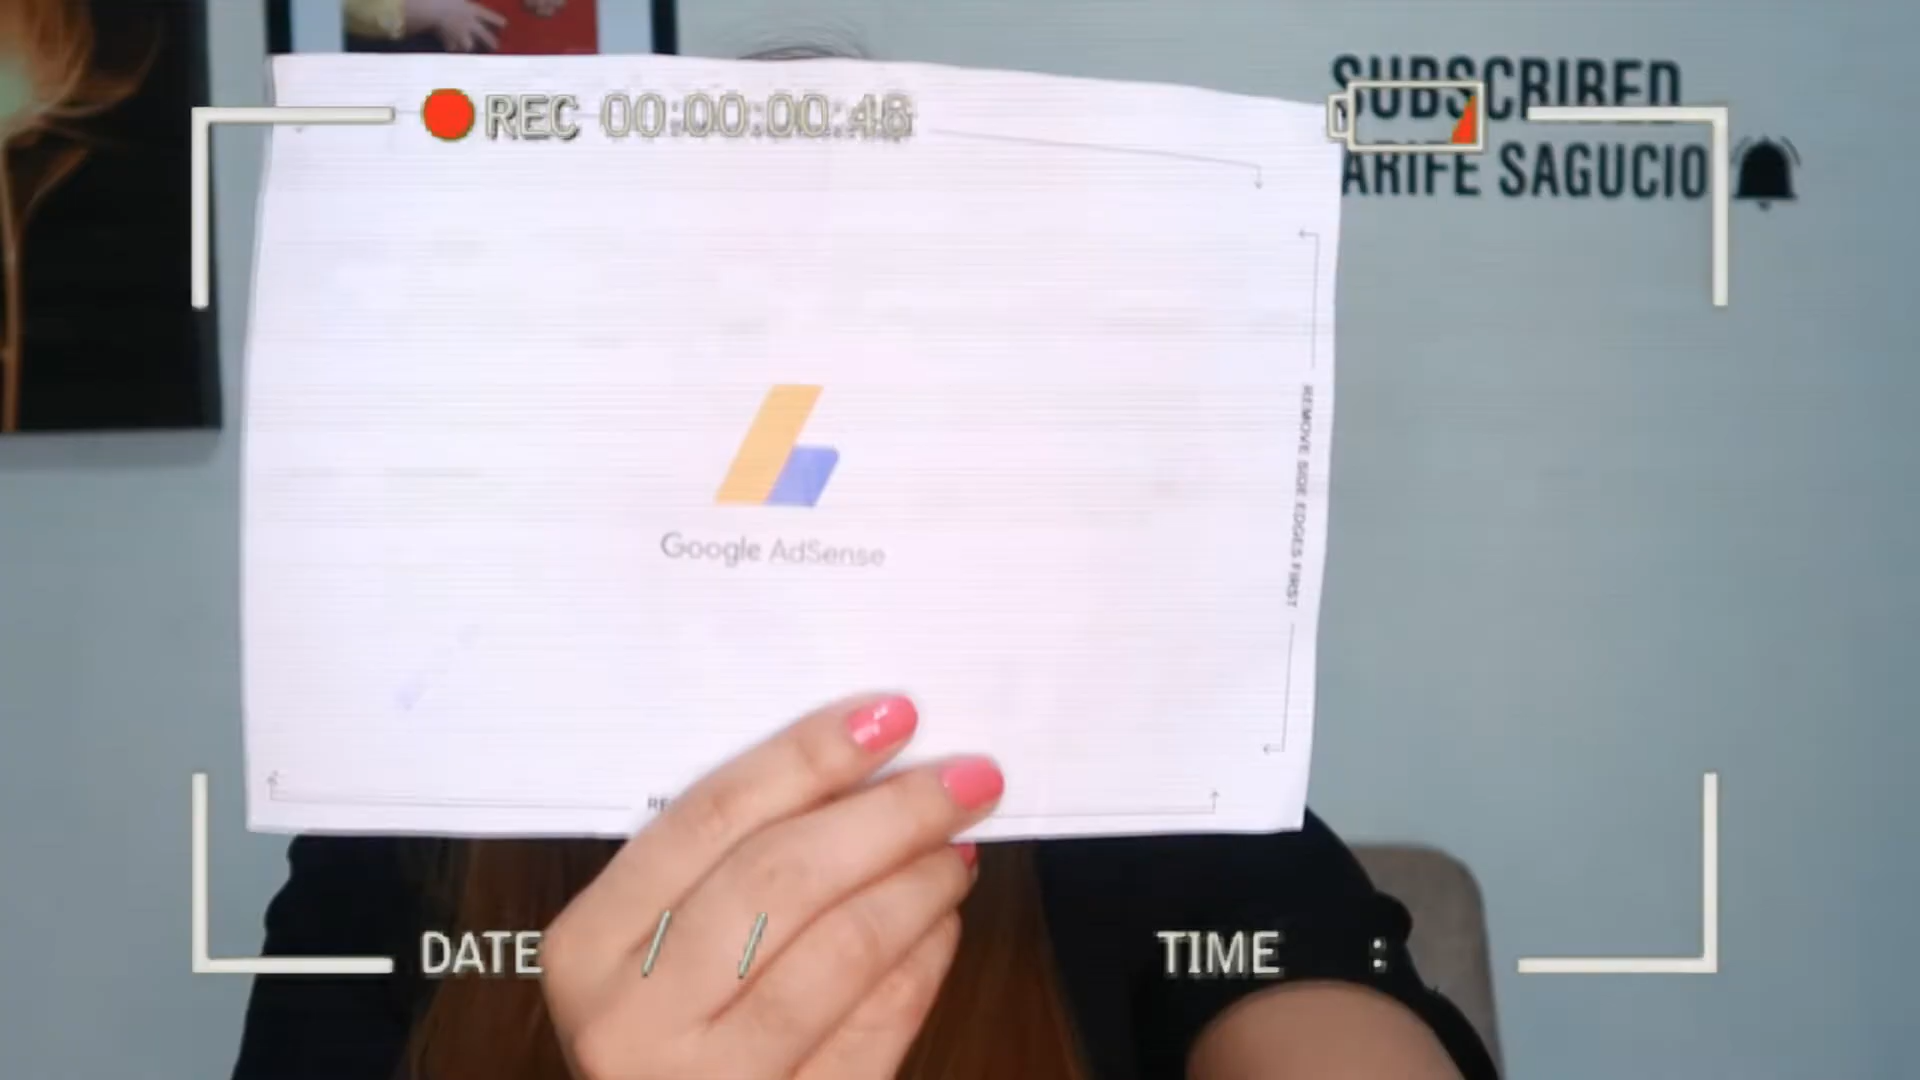 SUBSCRIBED
REC 00:00:00:48
ARIFE SAGUCIO
REMOVE SIDE EDGES FIRST
Google AdSense
DATE / /
TIME :